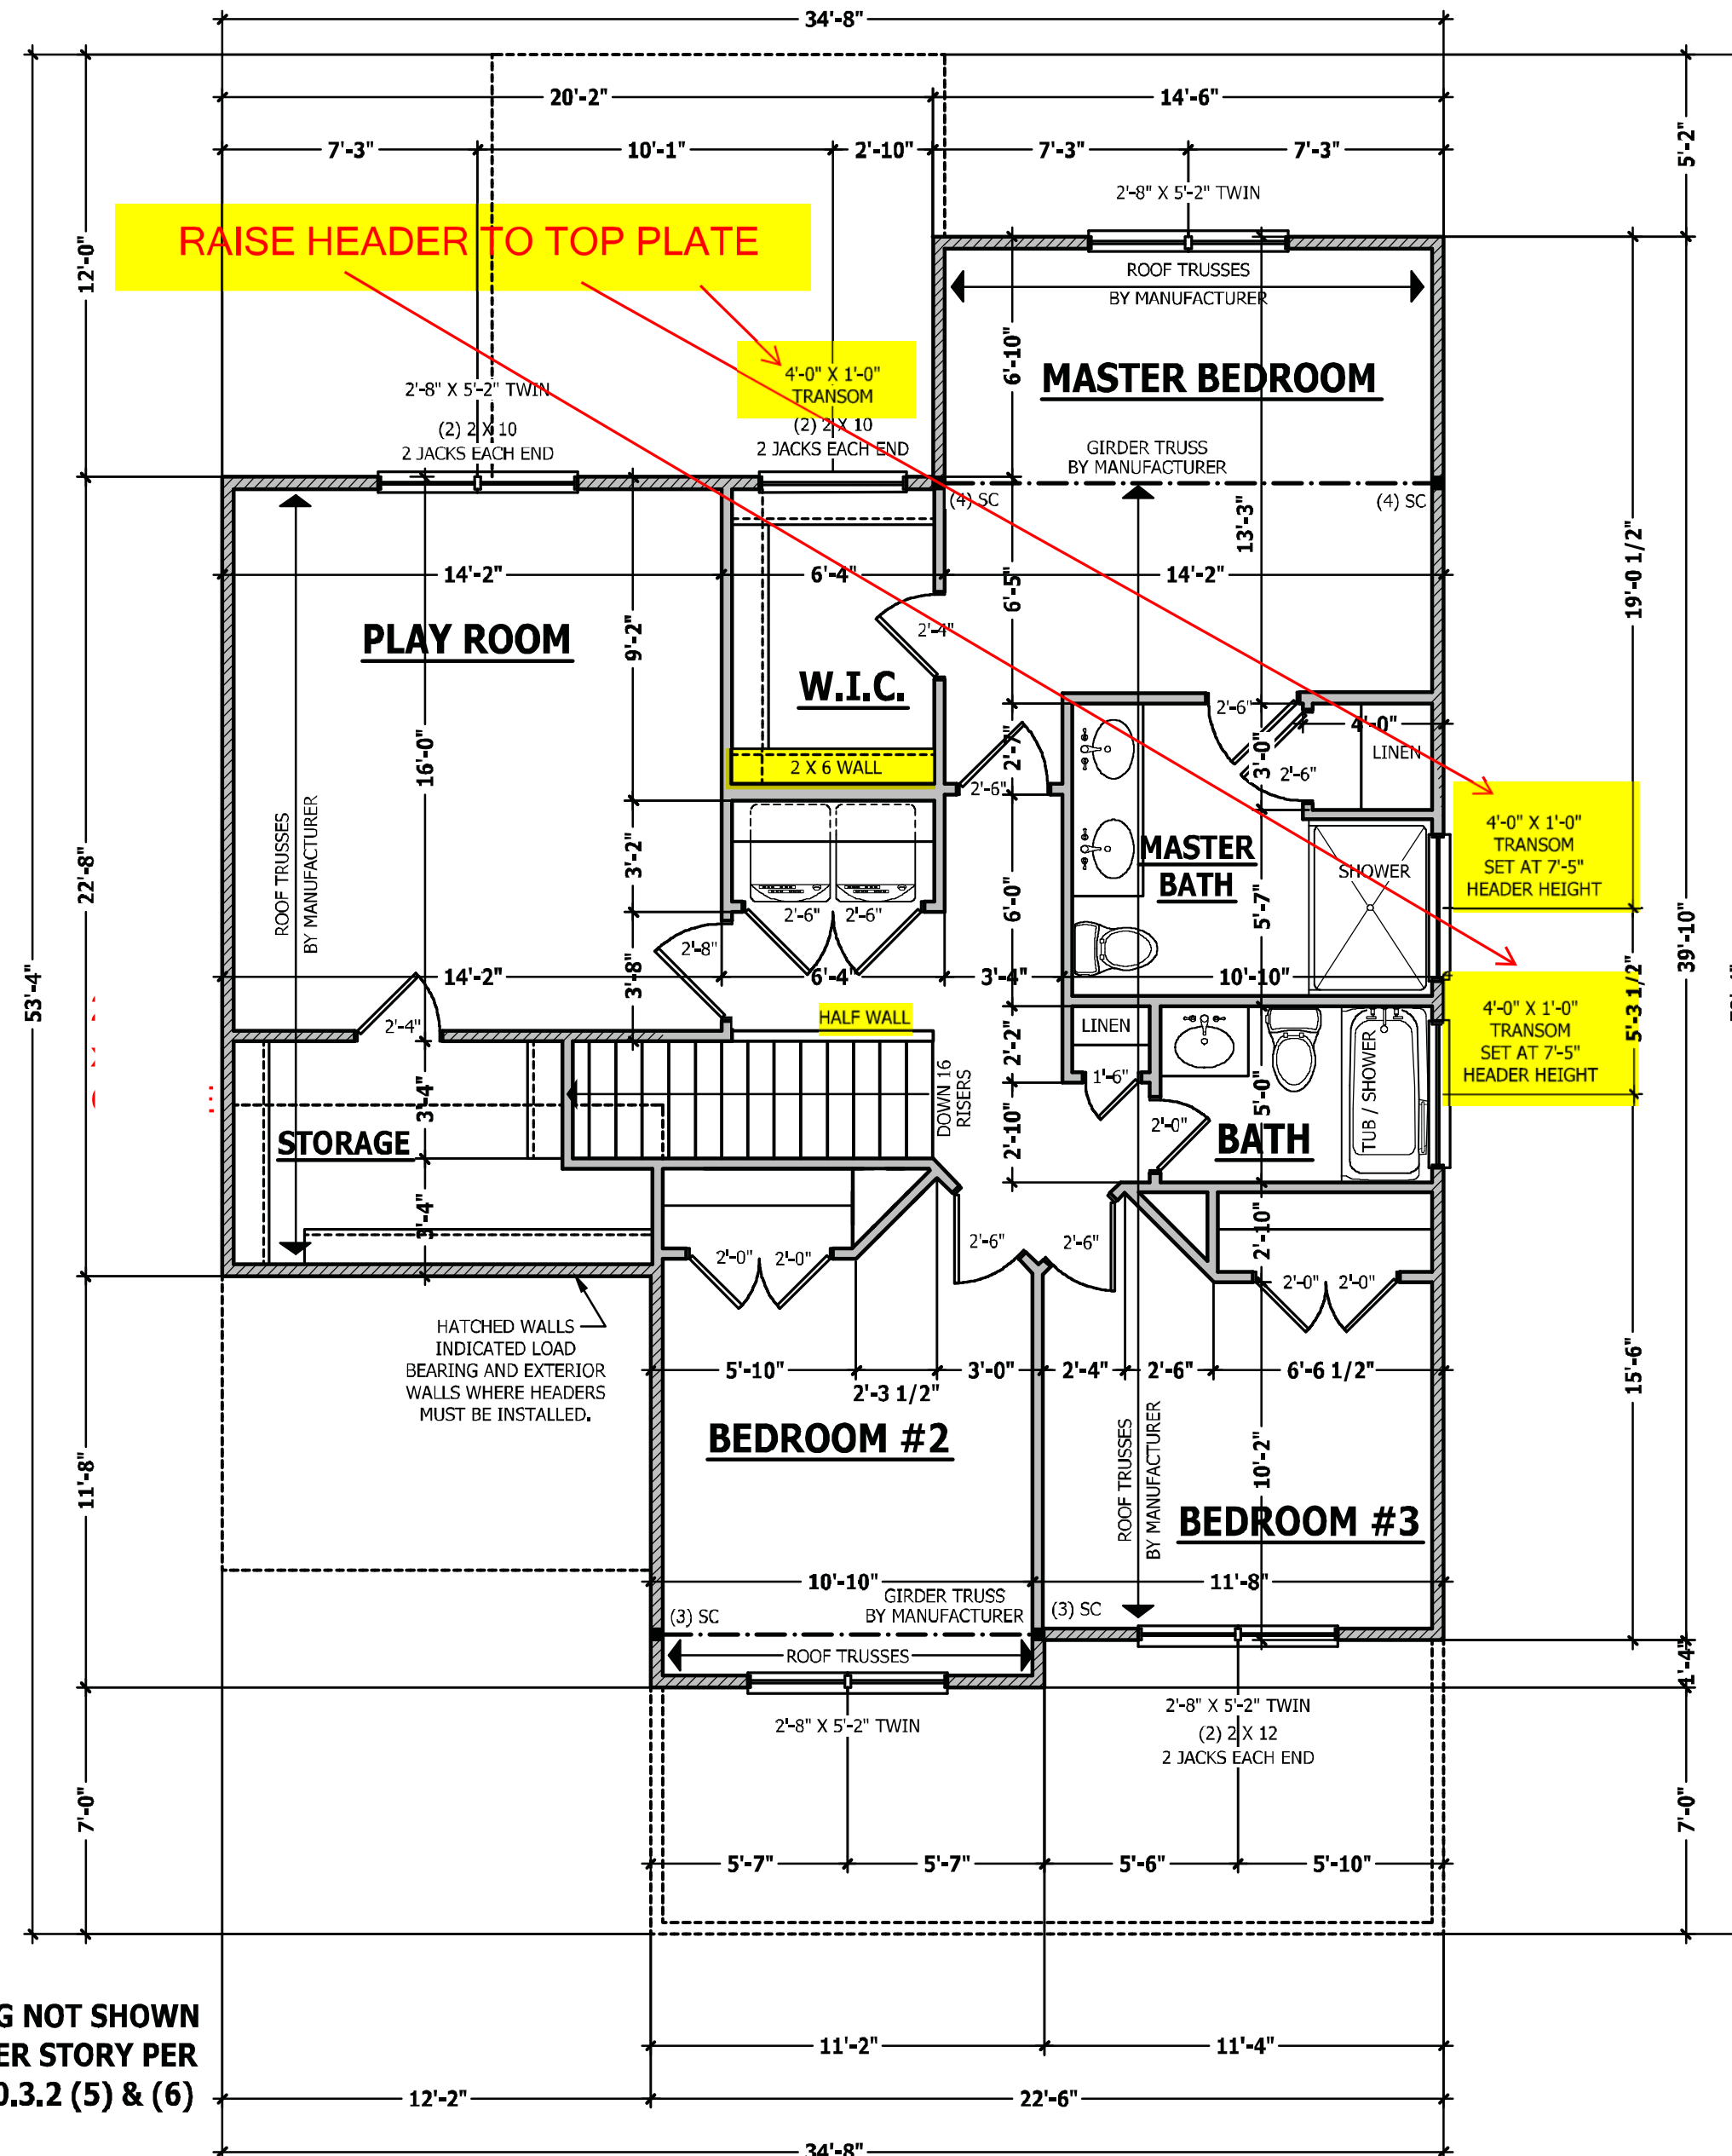 34'-8"
20'-2"
14'-6"
7'-3"
10'-1"
2'-10"
7'-3"
7'-3"
5'-2"
2'-8" X 5'-2" TWIN
RAISE HEADER TO TOP PLATE
12'-0"
ROOF TRUSSES
BY MANUFACTURER
6'-10"
4'-0" X 1'-0"
TRANSOM
(2) 2 X 10
2 JACKS EACH END
2'-8" X 5'-2" TWIN
(2) 2 X 10
2 JACKS EACH END
MASTER BEDROOM
GIRDER TRUSS
BY MANUFACTURER
(4) SC
(4) SC
13'-3"
14'-2"
6'-4"
6'-5"
14'-2"
19'-0 1/2"
PLAY ROOM
9'-2"
2'-4"
W.I.C.
2'-6"
4'-0"
LINEN
2'-7"
3'-0"
2'-6"
16'-0"
2 X 6 WALL
2'-6"
ROOF TRUSSES
BY MANUFACTURER
4'-0" X 1'-0"
TRANSOM
SET AT 7'-5"
HEADER HEIGHT
MASTER
BATH
SHOWER
22'-8"
3'-2"
6'-0"
5'-7"
2'-6"
2'-6"
2'-8"
39'-10"
53'-4"
14'-2"
3'-8"
6'-4"
3'-4"
10'-10"
5'-3 1/2"
4'-0" X 1'-0"
TRANSOM
SET AT 7'-5"
HEADER HEIGHT
HALF WALL
2'-4"
LINEN
2'-2"
1'-6"
DOWN 16
RISERS
3'-4"
5'-0"
TUB / SHOWER
2'-0"
STORAGE
2'-10"
BATH
3'-4"
2'-10"
2'-0"
2'-0"
2'-6"
2'-6"
2'-0"
2'-0"
HATCHED WALLS
INDICATED LOAD
BEARING AND EXTERIOR
WALLS WHERE HEADERS
MUST BE INSTALLED.
5'-10"
2'-3 1/2"
3'-0"
2'-4"
2'-6"
6'-6 1/2"
15'-6"
BEDROOM #2
11'-8"
ROOF TRUSSES
BY MANUFACTURER
10'-2"
BEDROOM #3
10'-10"
11'-8"
GIRDER TRUSS
BY MANUFACTURER
(3) SC
(3) SC
ROOF TRUSSES
1'-4"
2'-8" X 5'-2" TWIN
2'-8" X 5'-2" TWIN
(2) 2 X 12
2 JACKS EACH END
7'-0"
7'-0"
5'-7"
5'-7"
5'-6"
5'-10"
G NOT SHOWN
ER STORY PER
0.3.2 (5) & (6)
11'-2"
11'-4"
12'-2"
22'-6"
34'-8"